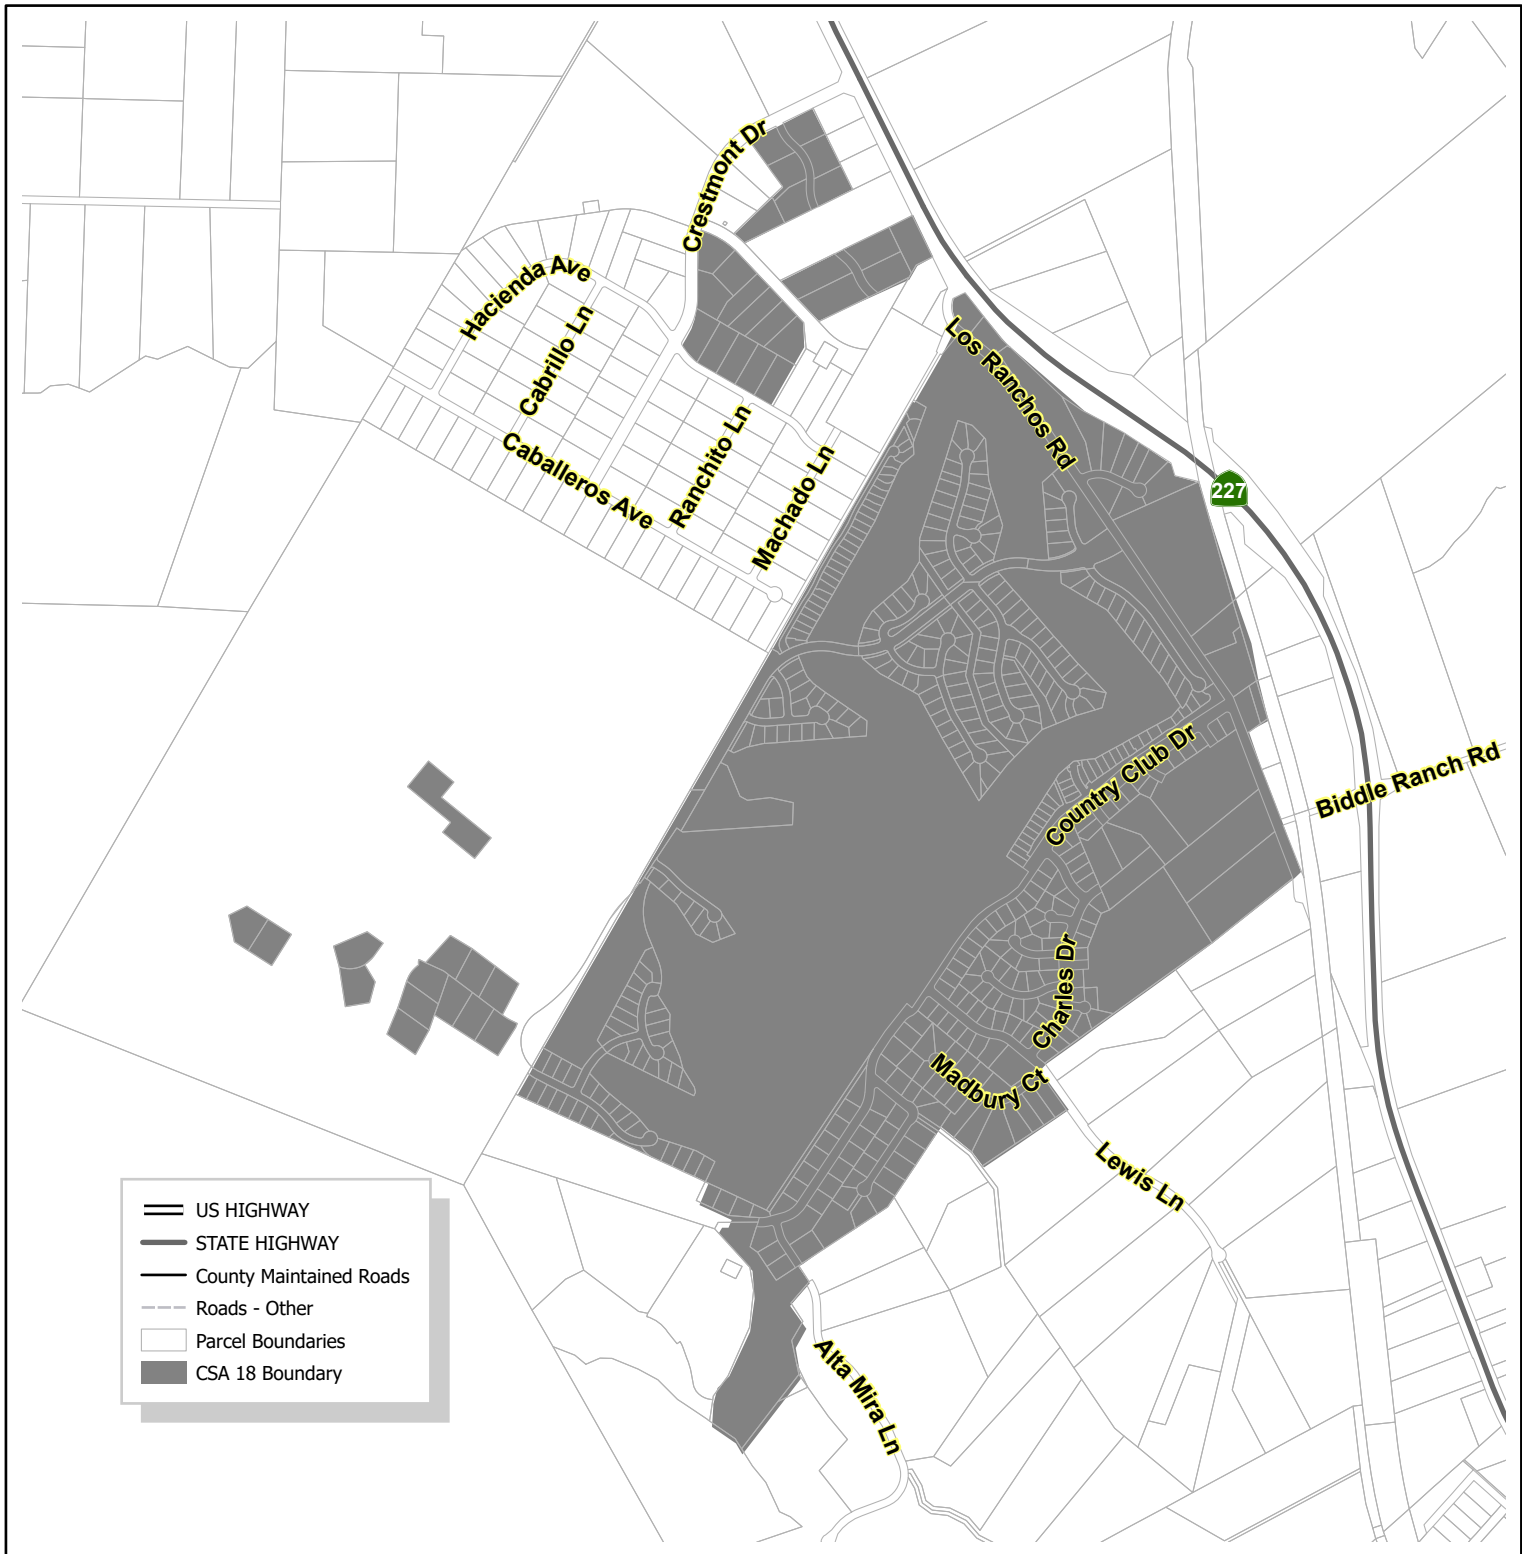 Crestmont Dr
Hacienda Ave
Cabrillo Ln
Los Ranchos Rd
Ranchito Ln
Caballeros Ave
Machado Ln
227
Country Club Dr
Biddle Ranch Rd
Charles Dr
Madbury Ct
Lewis Ln
Alta Mira Ln
US HIGHWAY
STATE HIGHWAY
County Maintained Roads
Roads - Other
Parcel Boundaries
CSA 18 Boundary